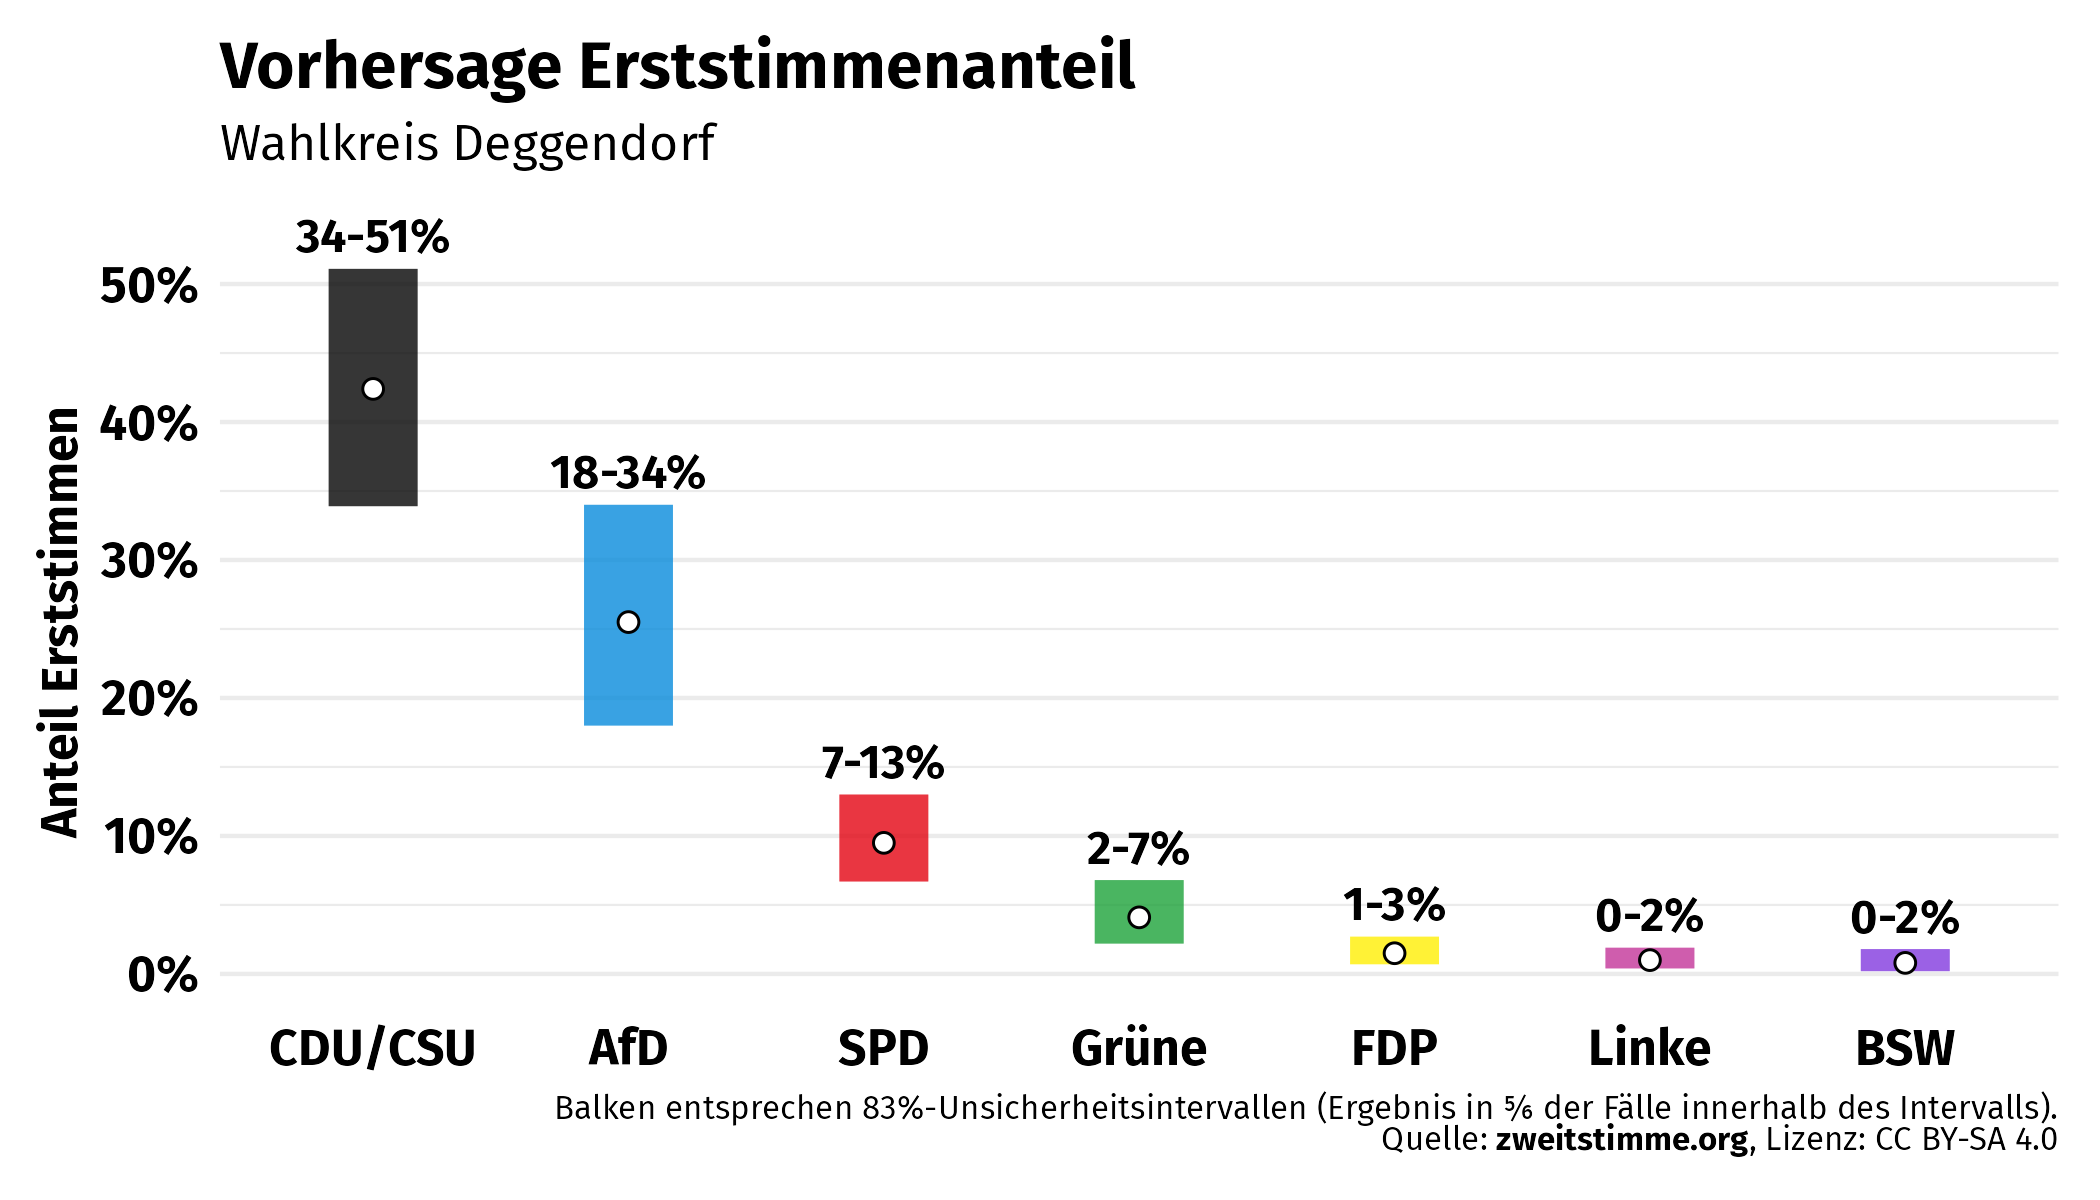 Vorhersage Erststimmenanteil
Wahlkreis Deggendorf
Anteil Erststimmen
50%
40%
30%
20%
10%
0%
34-51%
18-34%
7-13%
2-7%
1-3%
0-2%
0-2%
CDU/CSU AfD SPD Grüne FDP Linke BSW
Balken entsprechen 83%-Unsicherheitsintervallen (Ergebnis in ⅚ der Fälle innerhalb des Intervalls).
Quelle: zweitstimme.org, Lizenz: CC BY-SA 4.0